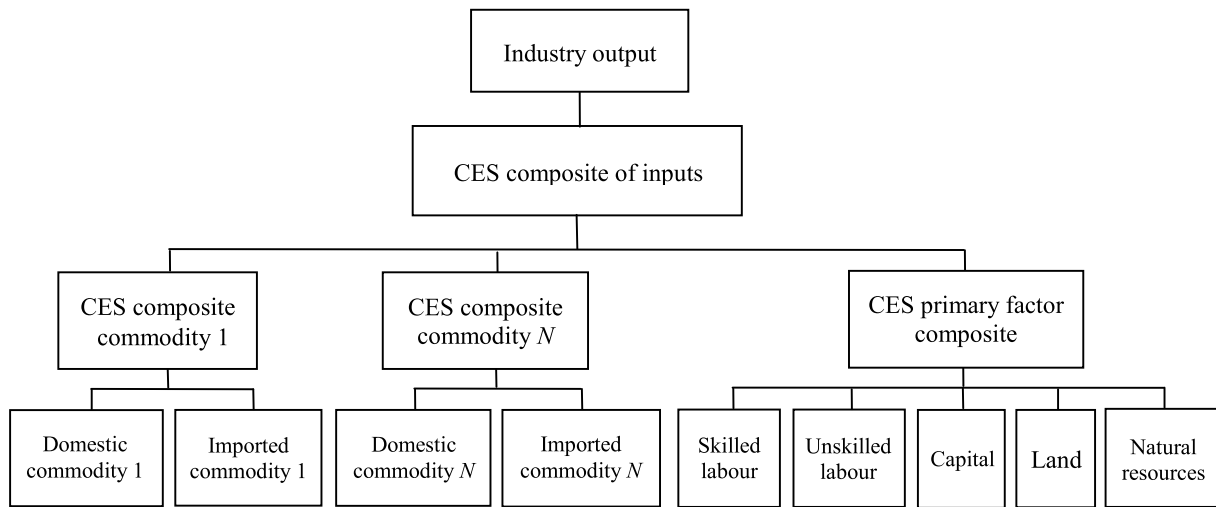 Industry output
CES composite of inputs
CES composite
commodity 1
CES composite
commodity N
CES primary factor
composite
Domestic
commodity 1
Imported
commodity 1
Domestic
commodity N
Imported
commodity N
Skilled
labour
Unskilled
labour
Capital
Land
Natural
resources